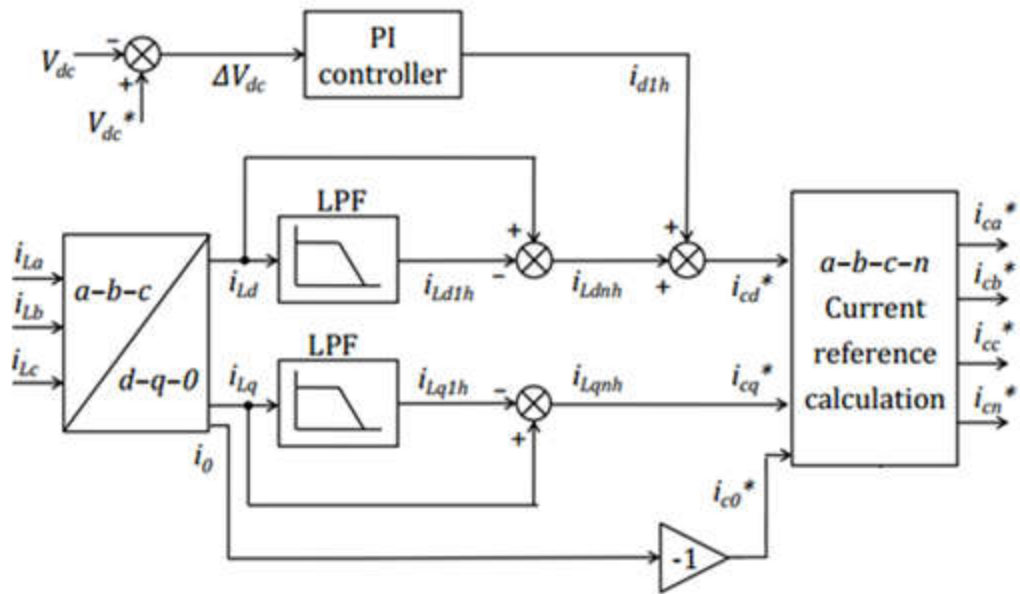 PI
controller
−
+
V_dc
ΔV_dc
V_dc*
i_d1h
LPF
+
−
+
+
i_La
i_Lb
i_Lc
a−b−c
d−q−0
i_Ld
i_Ld1h
i_Ldnh
i_cd*
LPF
i_Lq
i_Lq1h
−
+
i_Lqnh
i_cq*
i_0
i_c0*
-1
a−b−c−n
Current
reference
calculation
i_ca*
i_cb*
i_cc*
i_cn*